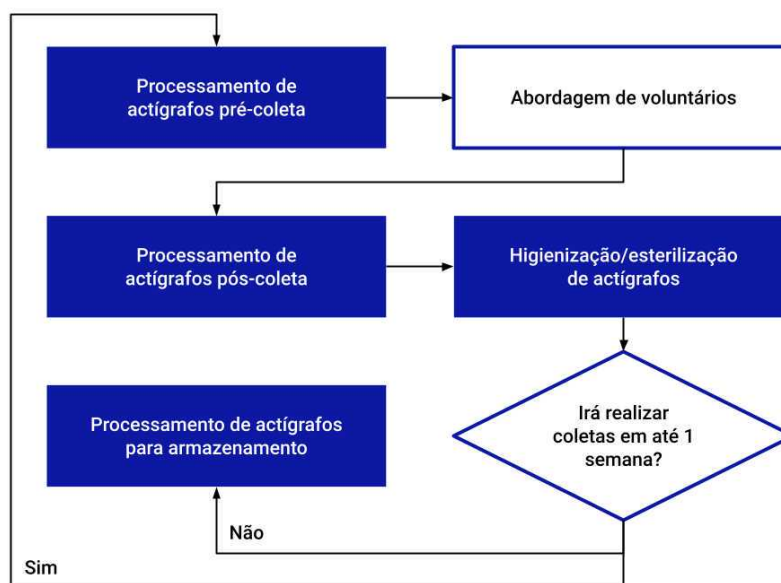 Processamento de
actígrafos pré-coleta
Abordagem de voluntários
Processamento de
actígrafos pós-coleta
Higienização/esterilização
de actígrafos
Processamento de actígrafos
para armazenamento
Irá realizar
coletas em até 1
semana?
Não
Sim